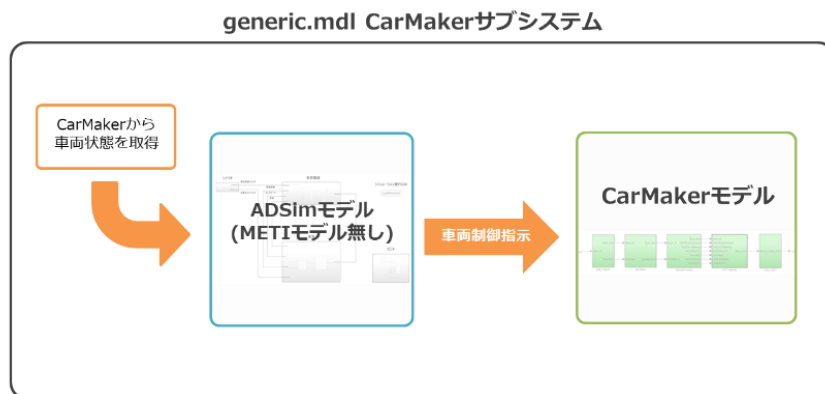 generic.mdl CarMakerサブシステム
CarMakerから
車両状態を取得
ADSimモデル
(METIモデル無し)
車両制御指示
CarMakerモデル